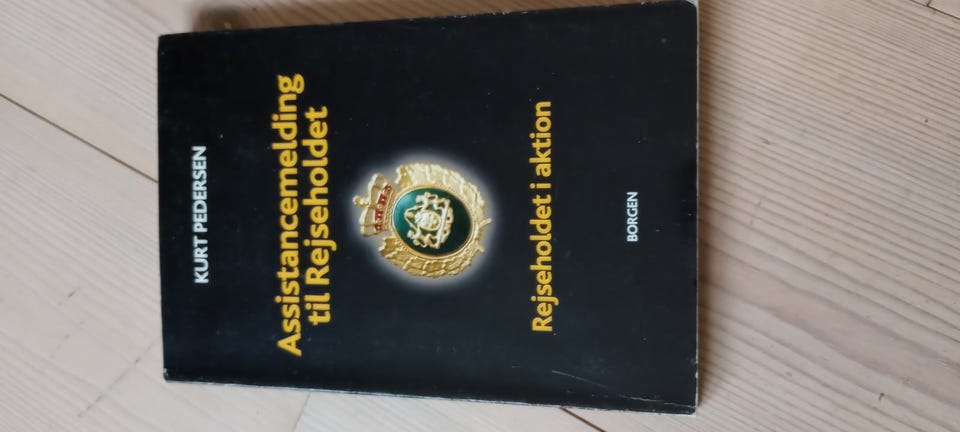 KURT PEDERSEN
Assistancemelding
til Rejseholdet
Rejseholdet i aktion
BORGEN